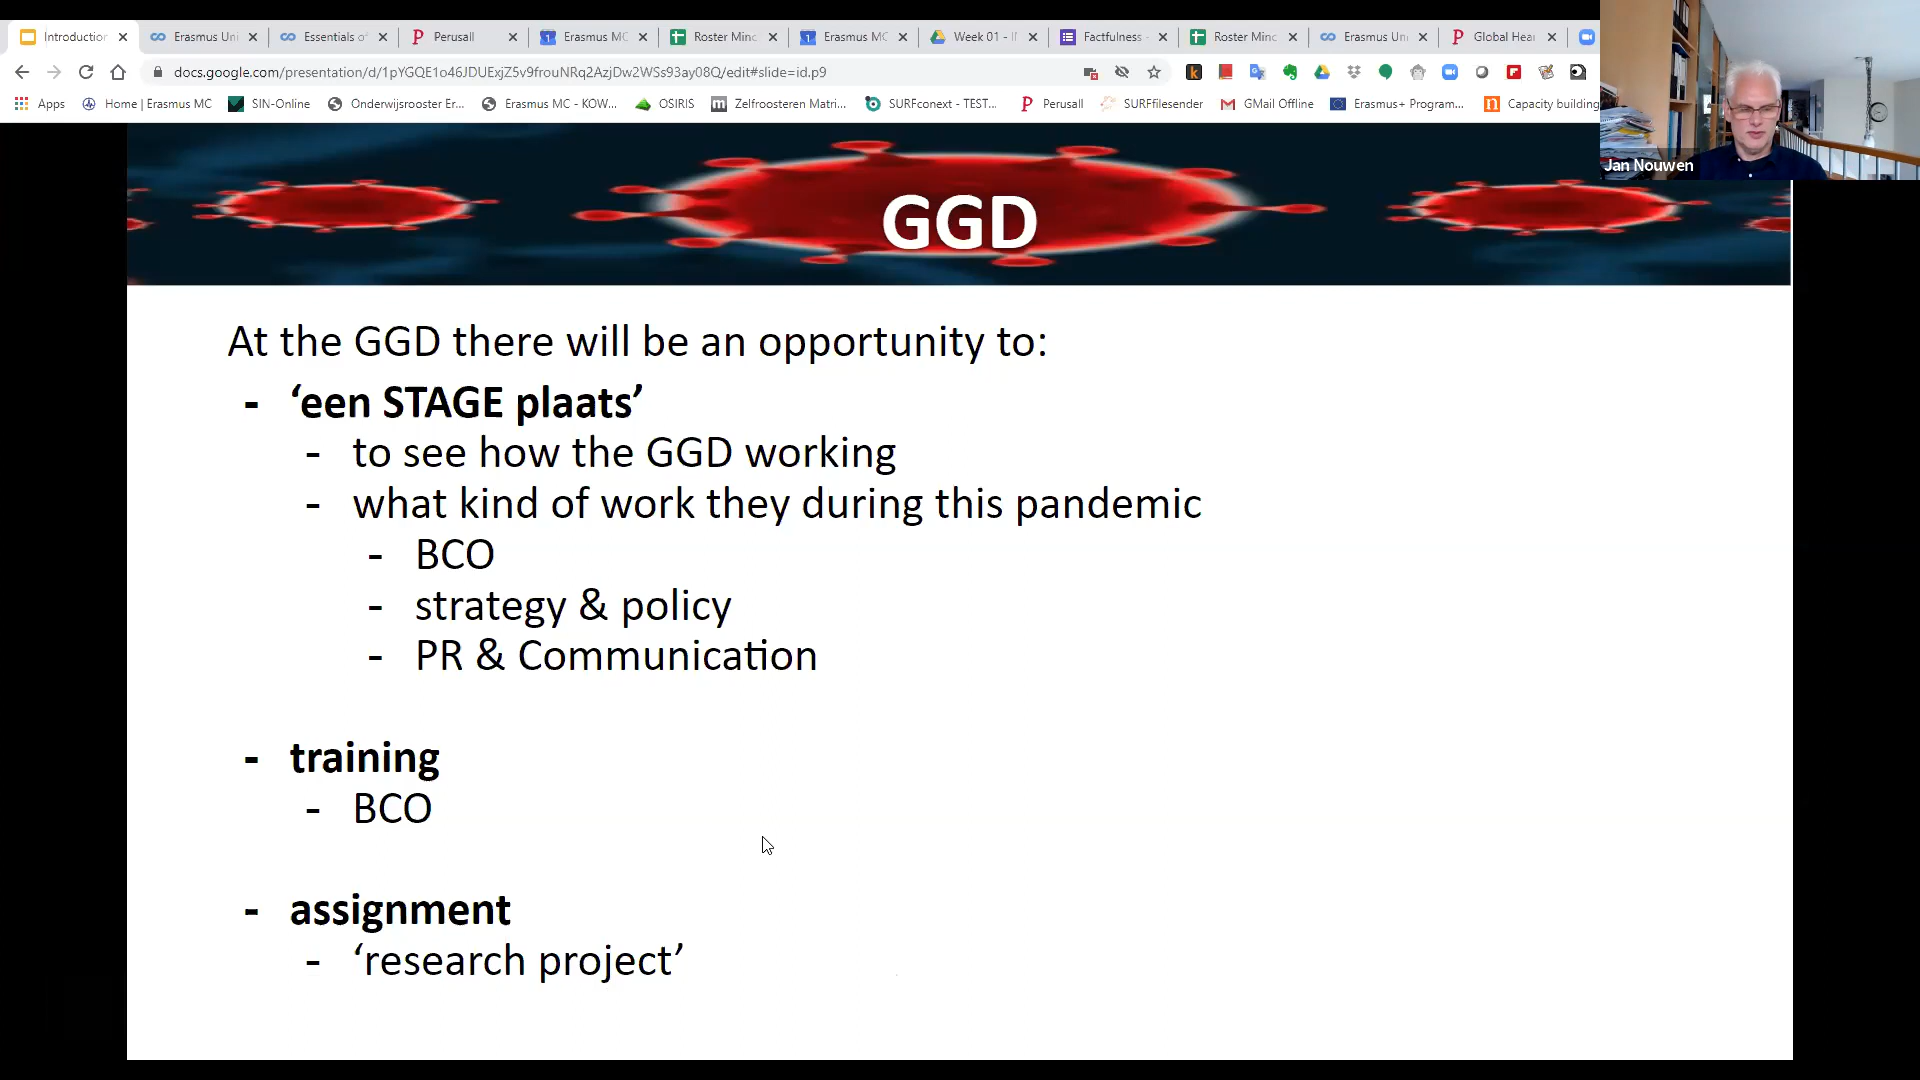 Introduction
Erasmus Uni
Essentials of
Perusall
Erasmus MC
Roster Minc
Erasmus MC
Week 01 - I
Factfulness -
Roster Minc
Erasmus Uni
Global Heal
docs.google.com/presentation/d/1pYGQE1o46JDUExjZ5v9frouNRq2AzjDw2WSs93ay08Q/edit#slide=id.p9
Apps
Home | Erasmus MC
SIN-Online
Onderwijsrooster Er...
Erasmus MC - KOW...
OSIRIS
Zelfroosteren Matri...
SURFconext - TEST...
Perusall
SURFfilesender
GMail Offline
Erasmus+ Program...
Capacity building
Jan Nouwen
GGD
At the GGD there will be an opportunity to:
- ‘een STAGE plaats’
- to see how the GGD working
- what kind of work they during this pandemic
- BCO
- strategy & policy
- PR & Communication
- training
- BCO
- assignment
- ‘research project’